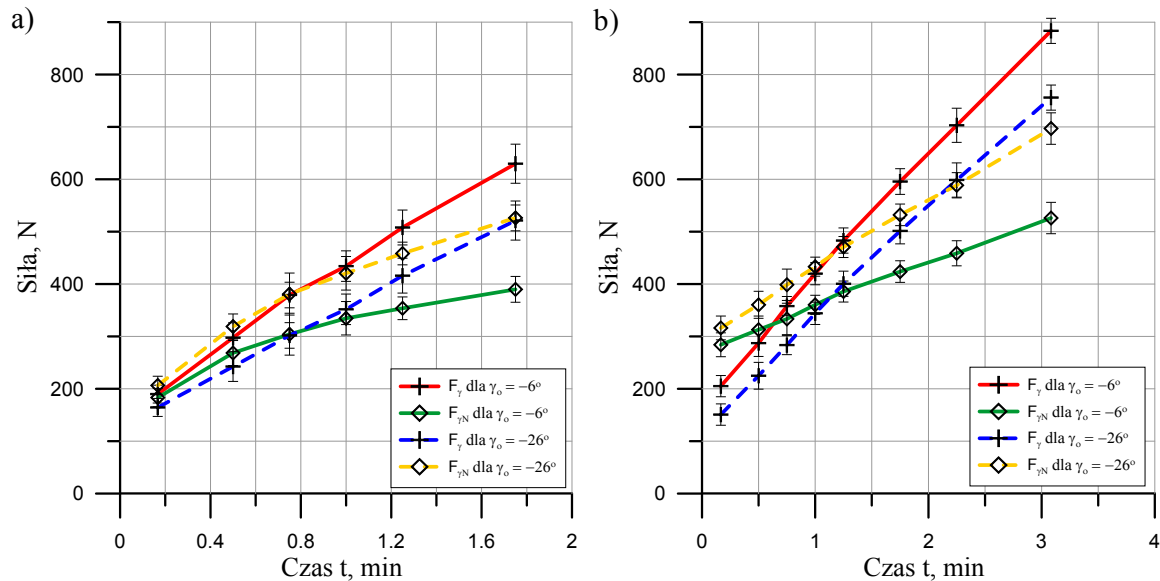 a)
Siła, N
800
600
400
200
0
0
0.4
0.8
1.2
1.6
2
Czas t, min
Fγ dla γo = −6o
FγN dla γo = −6o
Fγ dla γo = −26o
FγN dla γo = −26o
b)
Siła, N
800
600
400
200
0
0
1
2
3
4
Czas t, min
Fγ dla γo = −6o
FγN dla γo = −6o
Fγ dla γo = −26o
FγN dla γo = −26o